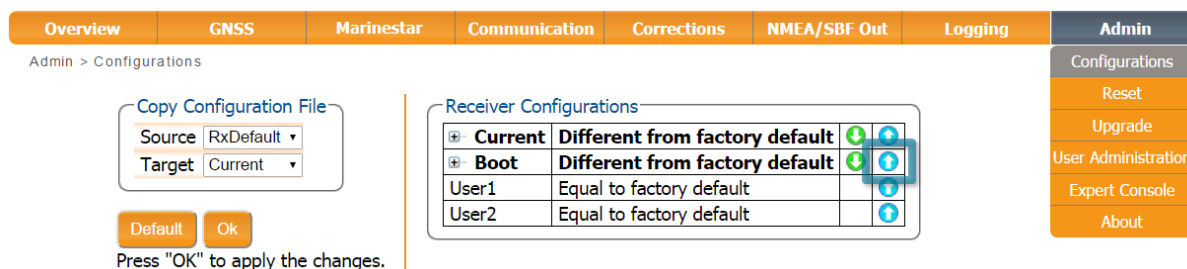 Overview GNSS Marinestar Communication Corrections NMEA/SBF Out Logging Admin
Admin > Configurations
Configurations
Reset
Upgrade
User Administration
Expert Console
About
Copy Configuration File
Source RxDefault
Target Current
Default Ok
Press "OK" to apply the changes.
Receiver Configurations
Current Different from factory default
Boot Different from factory default
User1 Equal to factory default
User2 Equal to factory default